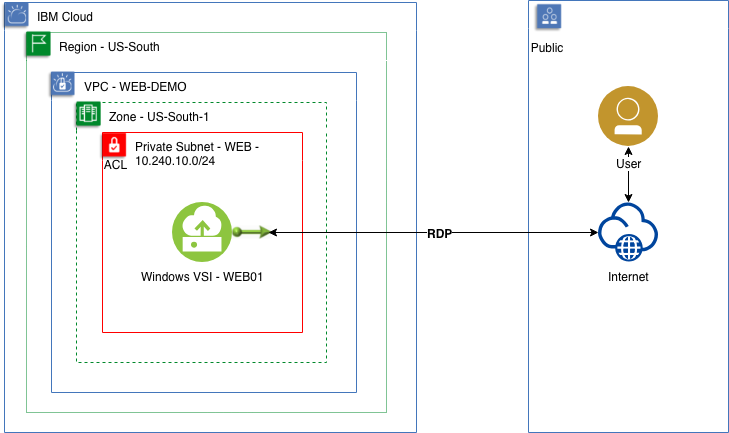 IBM Cloud
Region - US-South
VPC - WEB-DEMO
Zone - US-South-1
Private Subnet - WEB -
10.240.10.0/24
ACL
Windows VSI - WEB01
RDP
Public
User
Internet